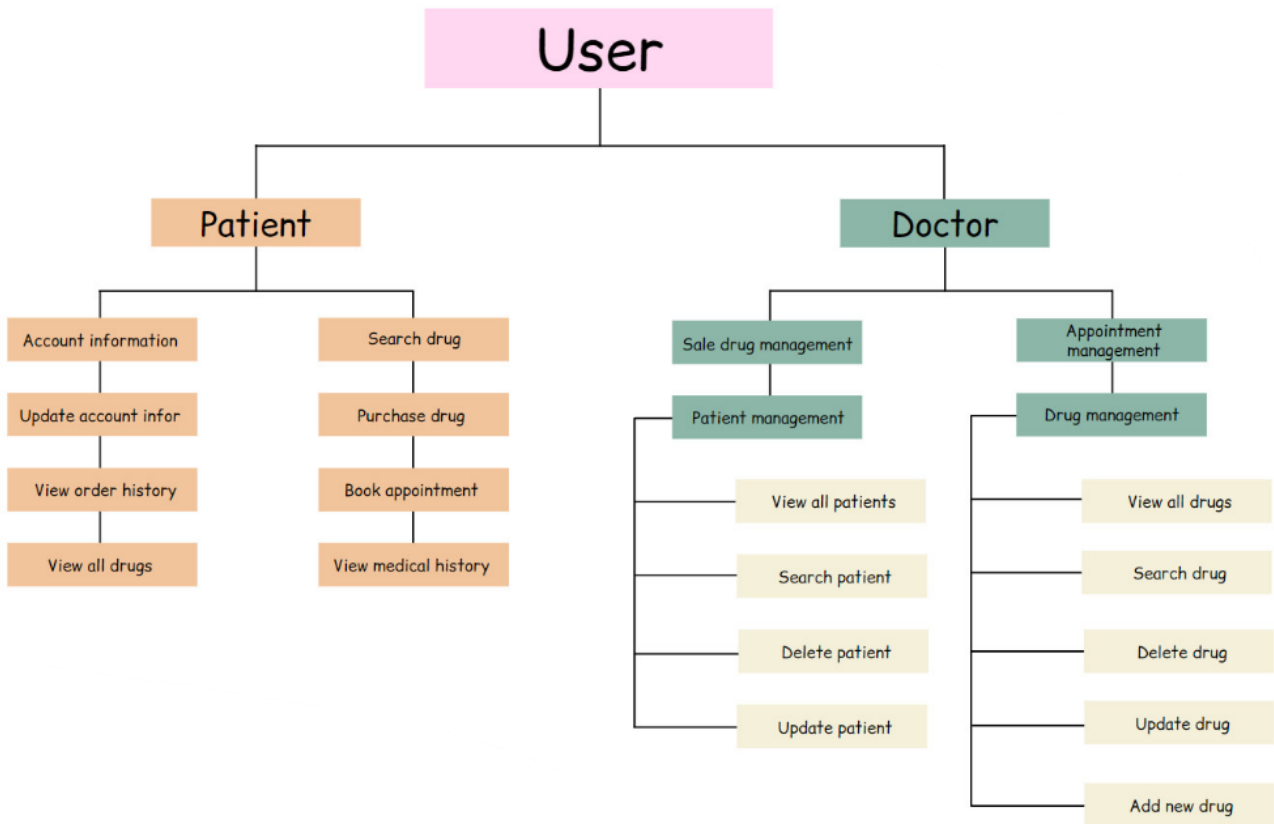 User
Patient
Doctor
Account information
Update account infor
View order history
View all drugs
Search drug
Purchase drug
Book appointment
View medical history
Sale drug management
Patient management
View all patients
Search patient
Delete patient
Update patient
Appointment
management
Drug management
View all drugs
Search drug
Delete drug
Update drug
Add new drug